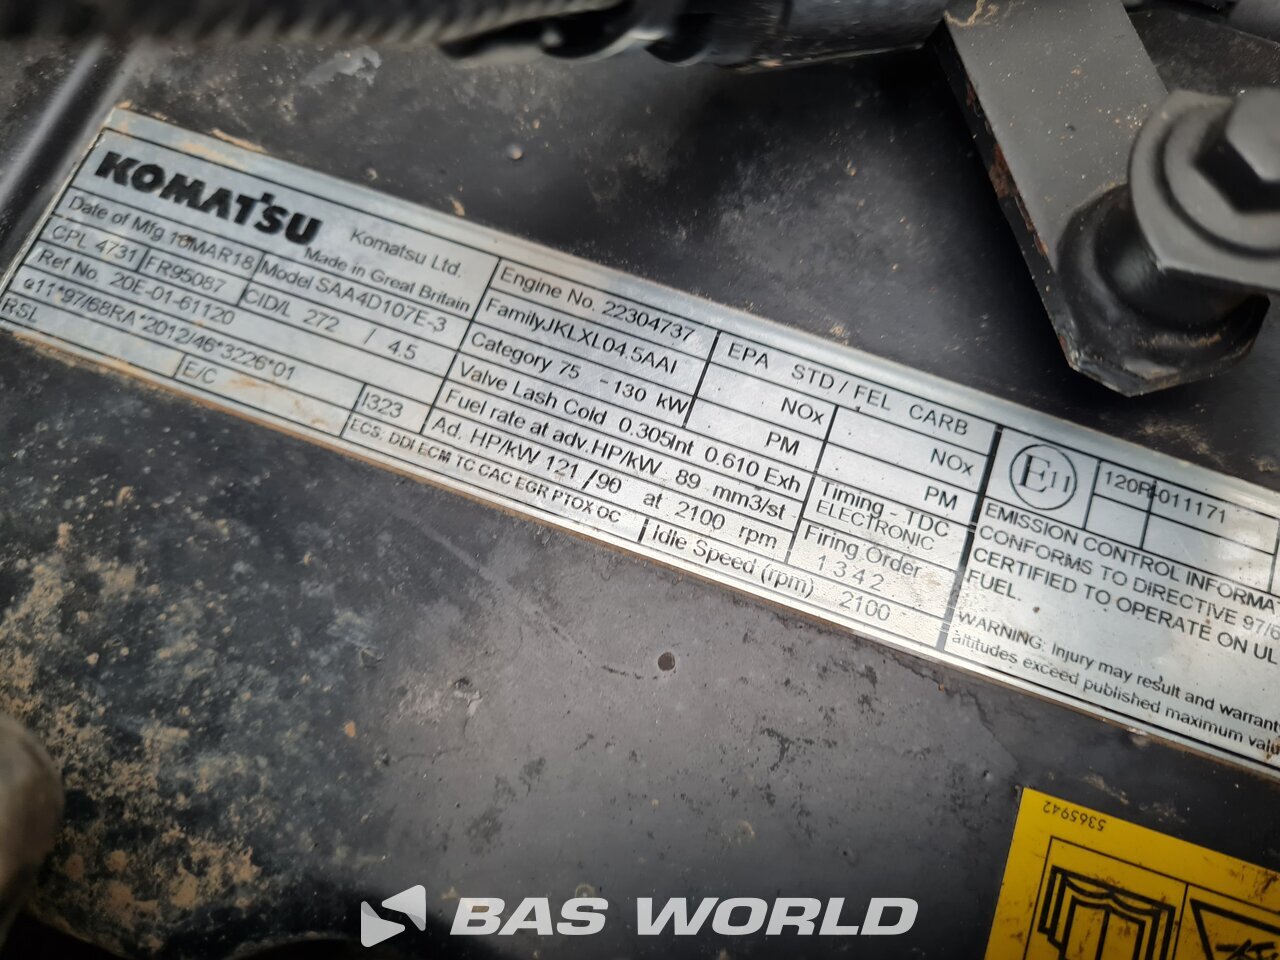 KOMATSU
Komatsu Ltd.
Made in Great Britain
Date of Mfg 16MAR18 Model SAA4D107E-3
CPL 4731 FR95087 CID/L 272 / 4.5
Ref No 20E-01-61120
e11*97/68RA*2012/46*3226*01
RSL E/C I323
Engine No. 22304737
Family JKLXL04.5AAI
Category 75 - 130 kW
Valve Lash Cold 0.305Int 0.610 Exh
Fuel rate at adv.HP/kW 89 mm3/st
Ad. HP/kW 121 /90 at 2100 rpm
ECS: DDI ECM TC CAC EGR PTOX OC
Idle Speed (rpm) 2100
EPA STD / FEL CARB
NOx NOx
PM PM
Timing - TDC
ELECTRONIC
Firing Order
1 3 4 2
E11 120R-011171
EMISSION CONTROL INFORMA
CONFORMS TO DIRECTIVE 97/6
CERTIFIED TO OPERATE ON UL
FUEL.
WARNING: Injury may result and warranty
altitudes exceed published maximum valu
5365942
BAS WORLD